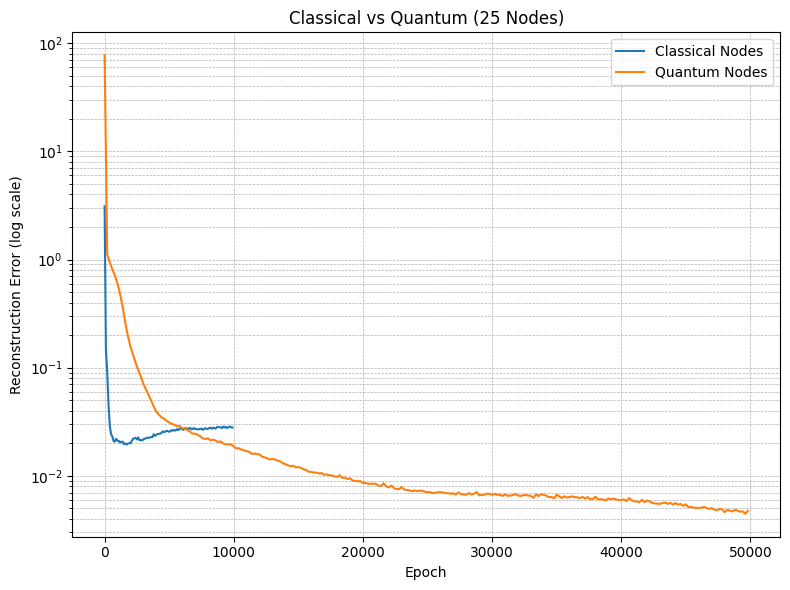 Classical vs Quantum (25 Nodes)
Classical Nodes
Quantum Nodes
Reconstruction Error (log scale)
10²
10¹
10⁰
10⁻¹
10⁻²
0 10000 20000 30000 40000 50000
Epoch